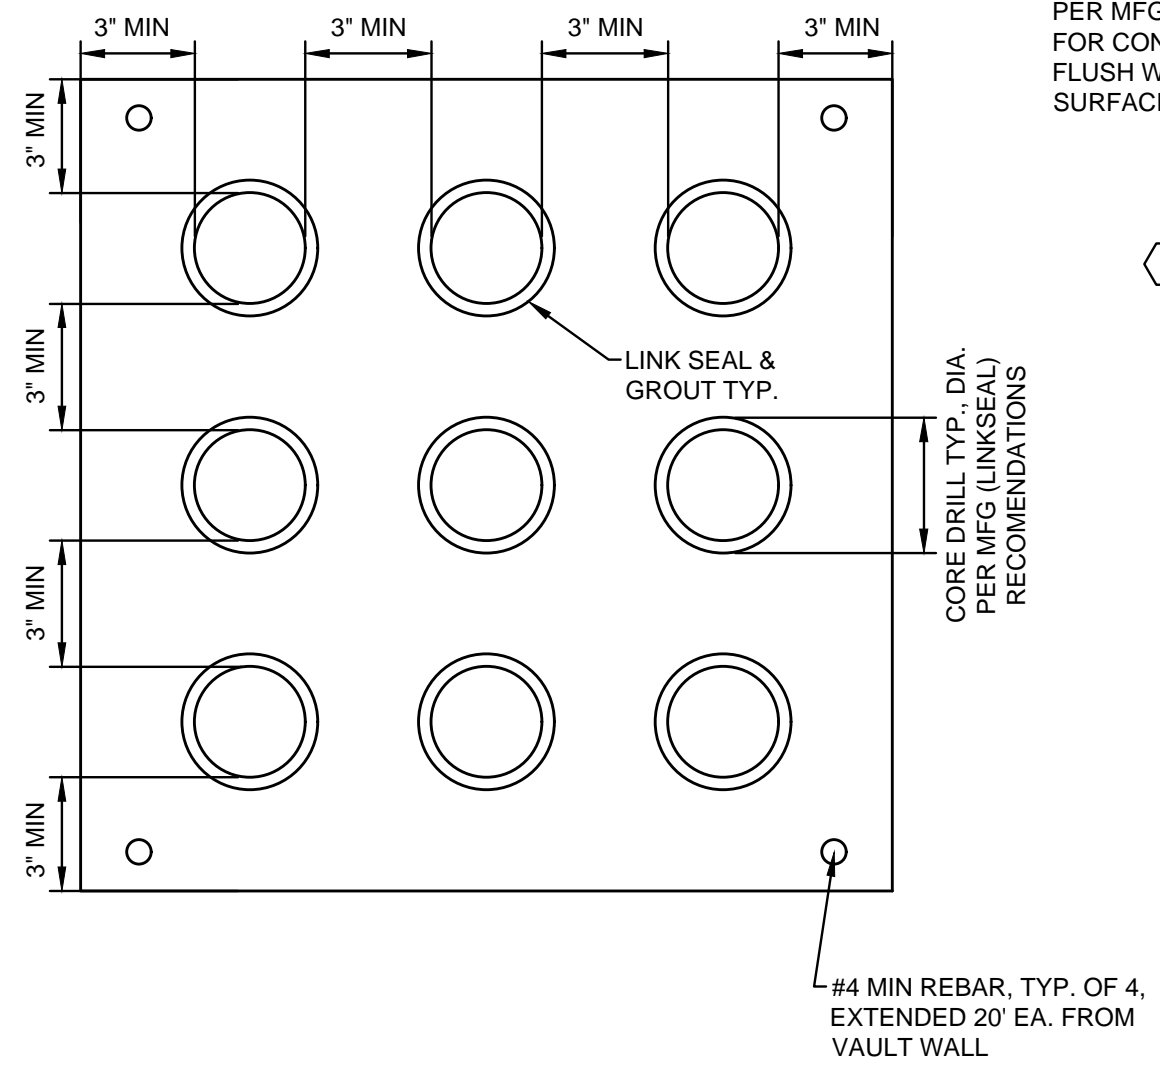 3" MIN
3" MIN
3" MIN
3" MIN
PER MFG
FOR CON
FLUSH W
SURFAC
3" MIN
3" MIN
3" MIN
3" MIN
LINK SEAL &
GROUT TYP.
CORE DRILL TYP., DIA.
PER MFG (LINKSEAL)
RECOMENDATIONS
#4 MIN REBAR, TYP. OF 4,
EXTENDED 20' EA. FROM
VAULT WALL